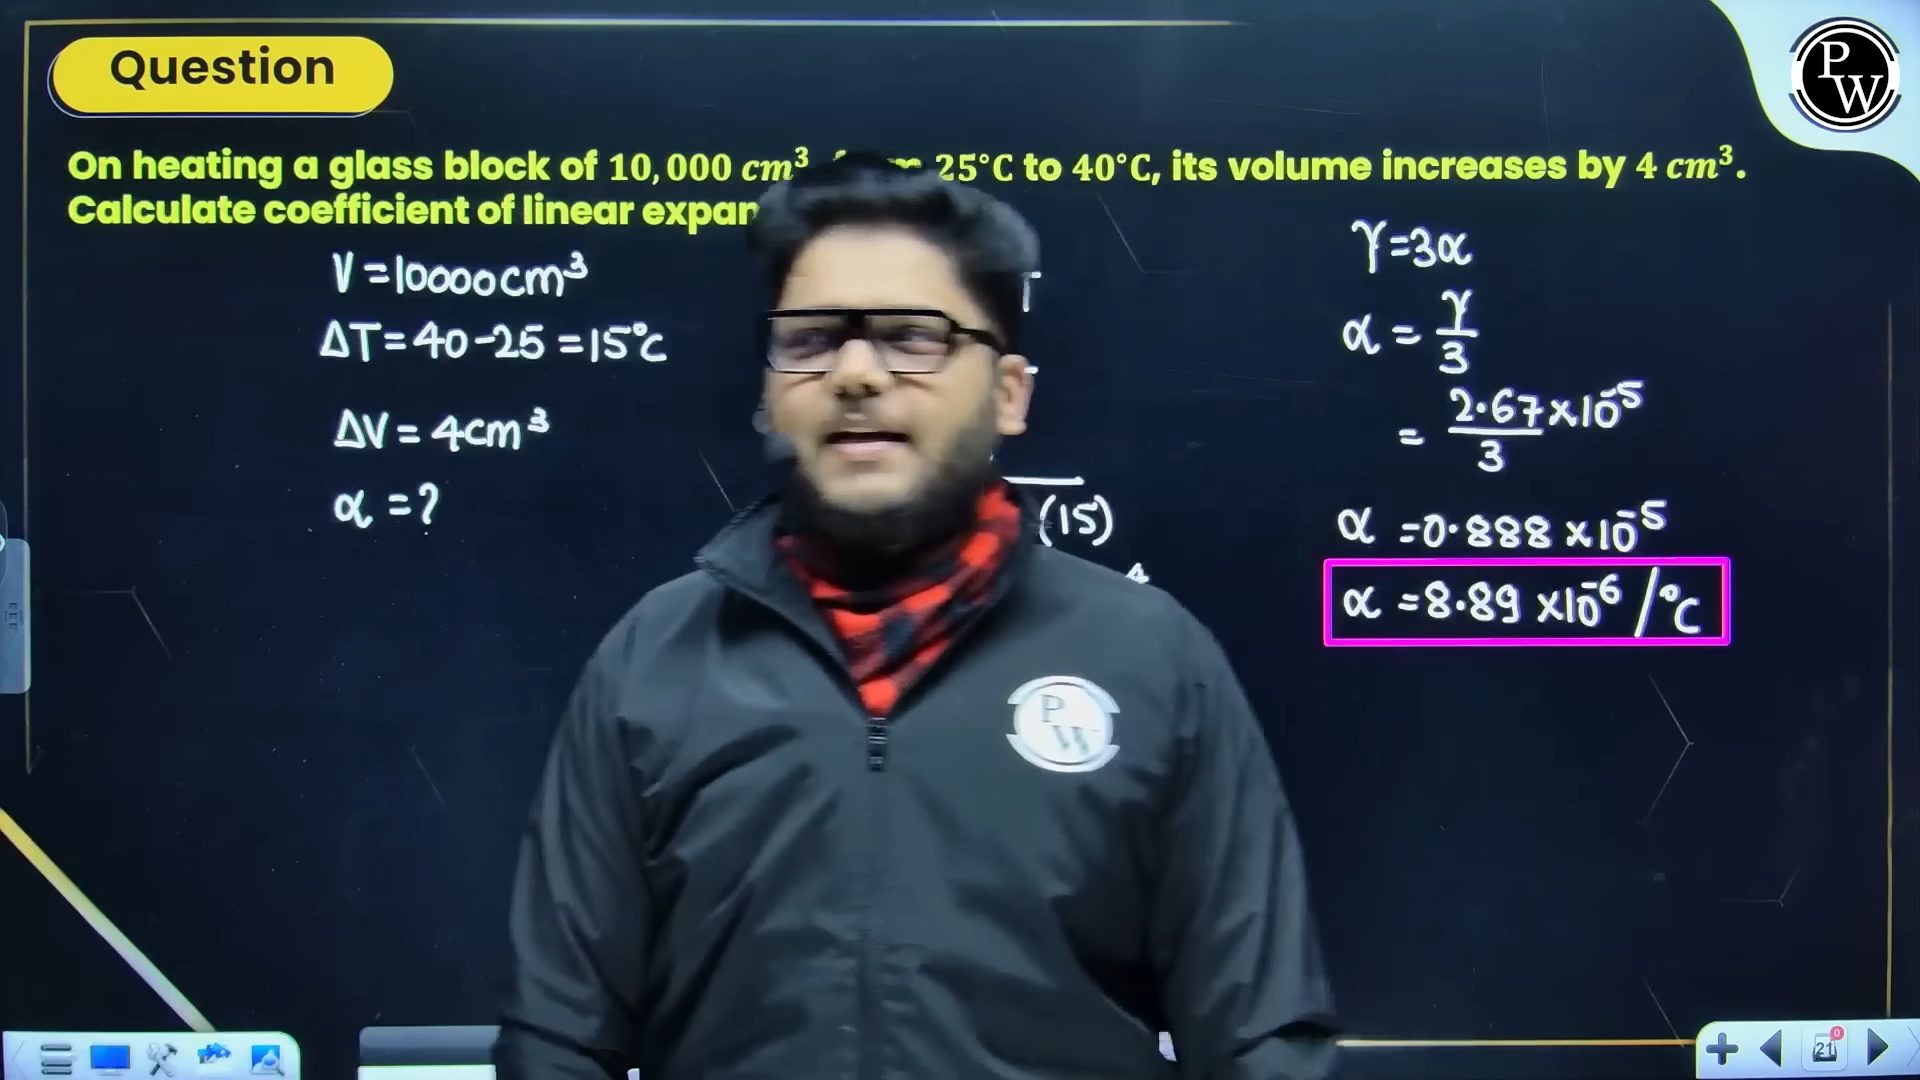 Question
PW
On heating a glass block of 10,000 cm³ 25°C to 40°C, its volume increases by 4 cm³.
Calculate coefficient of linear
V = 10000 cm³
ΔT = 40 - 25 = 15°C
ΔV = 4cm³
α = ?
T
(15)
4
γ = 3α
α = γ/3
= 2.67/3 × 10⁻⁵
α = 0.888 × 10⁻⁵
α = 8.89 × 10⁻⁶ /°C
PW
21
0